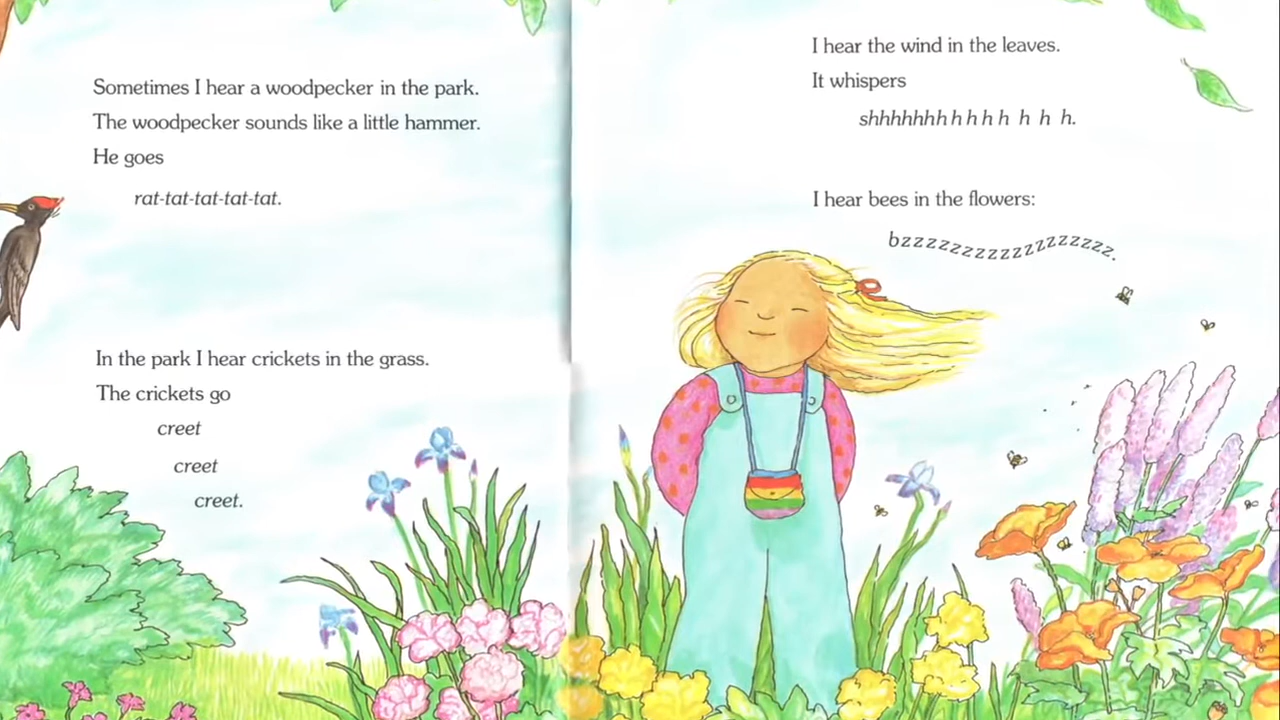 Sometimes I hear a woodpecker in the park.
The woodpecker sounds like a little hammer.
He goes
rat-tat-tat-tat-tat.
In the park I hear crickets in the grass.
The crickets go
creet
creet
creet.
I hear the wind in the leaves.
It whispers
shhhhhhhhhhhh h h h.
I hear bees in the flowers:
bzzzzzzzzzzzzzzzzzz.